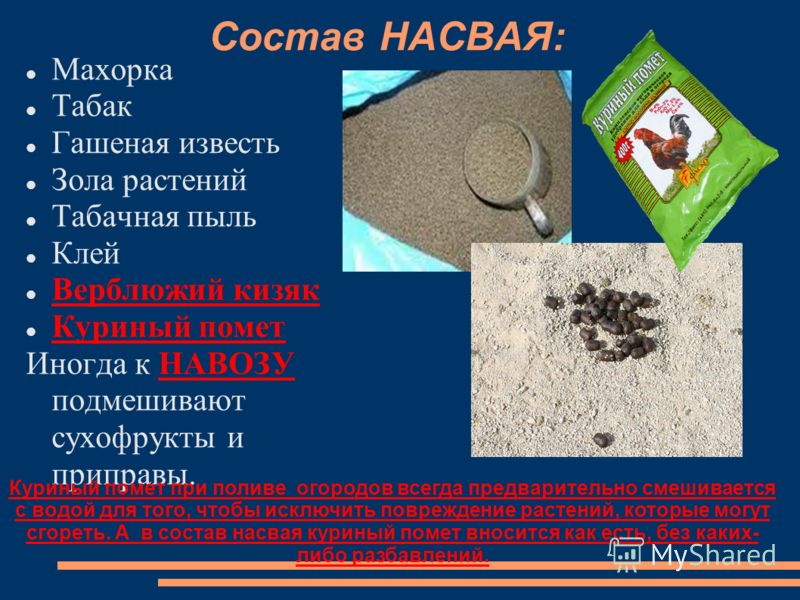 Состав НАСВАЯ:
Махорка
Табак
Гашеная известь
Зола растений
Табачная пыль
Клей
Верблюжий кизяк
Куриный помет
Иногда к НАВОЗУ
подмешивают
сухофрукты и
приправы.
Куриный помет
400г
Куриный помет при поливе огородов всегда предварительно смешивается
с водой для того, чтобы исключить повреждение растений, которые могут
сгореть. А в состав насвая куриный помет вносится как есть, без каких-
либо разбавлений.
MyShared